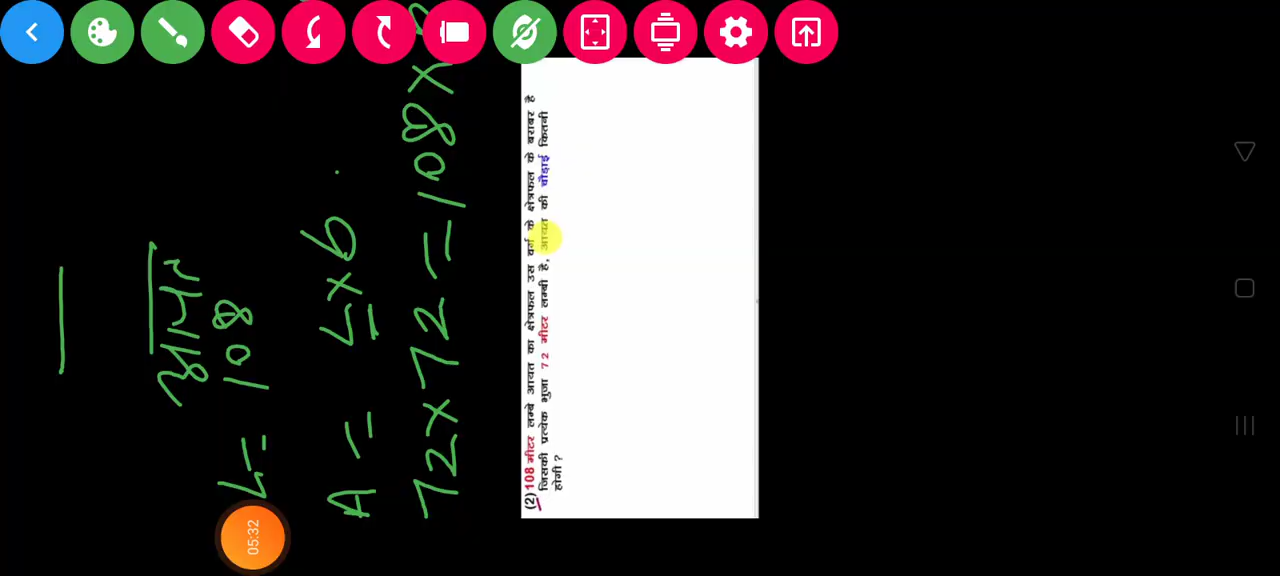 आयत
L = 108
A = L × b
72 × 72 = 108 ×
(2) 108 मीटर लम्बे आयत का क्षेत्रफल उस वर्ग के क्षेत्रफल के बराबर है
जिसकी प्रत्येक भुजा 72 मीटर लम्बी है, आयत की चौड़ाई कितनी
होगी ?
05:32